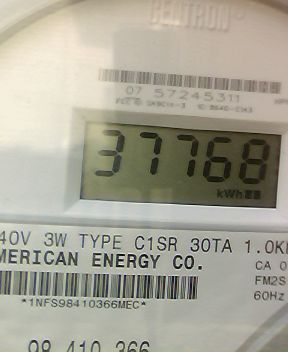 CENTRON
07 57245311
37768
kWh
40V 3W TYPE C1SR 30TA 1.0K
MERICAN ENERGY CO.
CA 0
FM2S
60Hz
*1NFS98410366MEC*
98 410 366